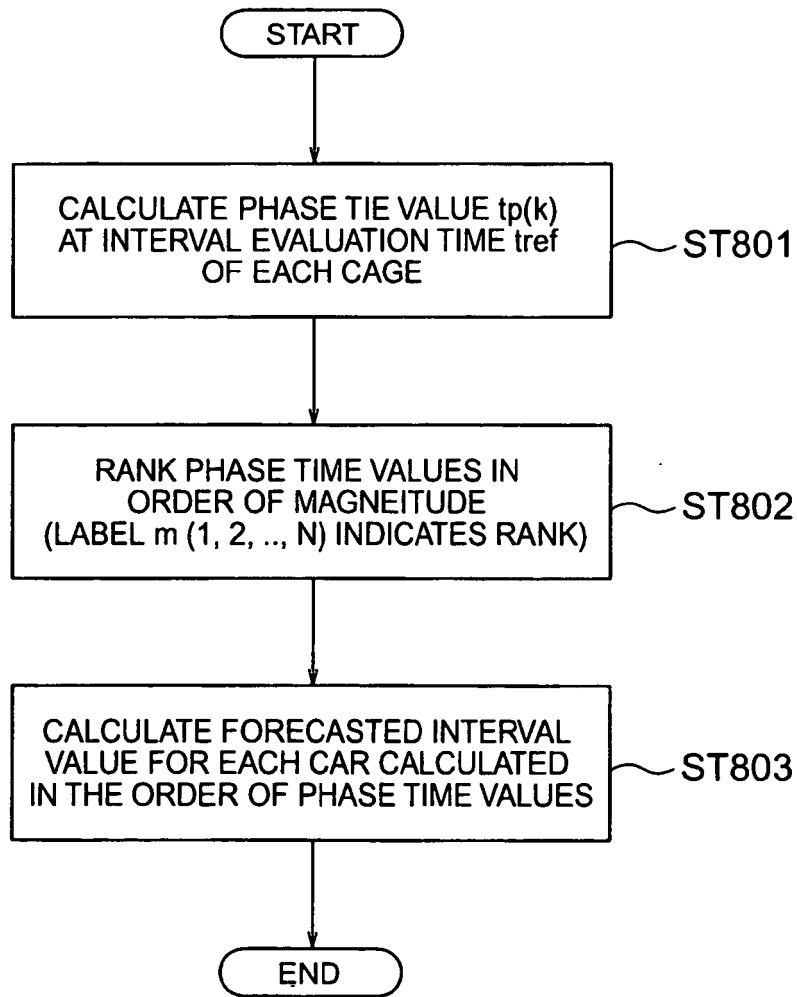 START
CALCULATE PHASE TIE VALUE tp(k)
AT INTERVAL EVALUATION TIME tref
OF EACH CAGE
ST801
RANK PHASE TIME VALUES IN
ORDER OF MAGNEITUDE
(LABEL m (1, 2, .., N) INDICATES RANK)
ST802
CALCULATE FORECASTED INTERVAL
VALUE FOR EACH CAR CALCULATED
IN THE ORDER OF PHASE TIME VALUES
ST803
END